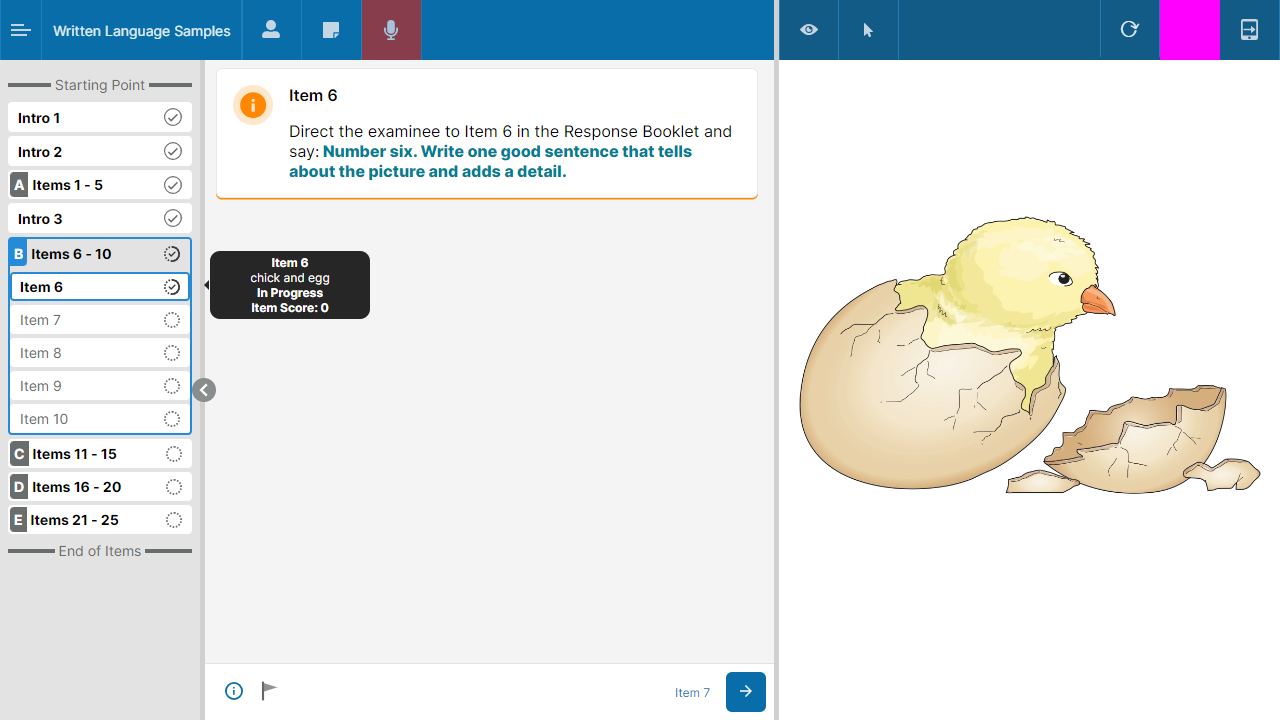 Written Language Samples
Starting Point
Intro 1
Intro 2
A Items 1 - 5
Intro 3
B Items 6 - 10
Item 6
Item 7
Item 8
Item 9
Item 10
C Items 11 - 15
D Items 16 - 20
E Items 21 - 25
End of Items
Item 6
Direct the examinee to Item 6 in the Response Booklet and
say: Number six. Write one good sentence that tells
about the picture and adds a detail.
Item 6
chick and egg
In Progress
Item Score: 0
Item 7